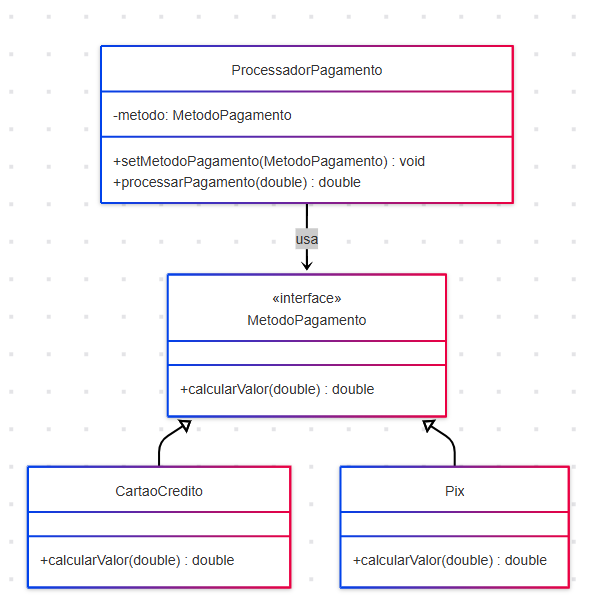 ProcessadorPagamento
-metodo: MetodoPagamento
+setMetodoPagamento(MetodoPagamento) : void
+processarPagamento(double) : double
usa
«interface»
MetodoPagamento
+calcularValor(double) : double
CartaoCredito
+calcularValor(double) : double
Pix
+calcularValor(double) : double